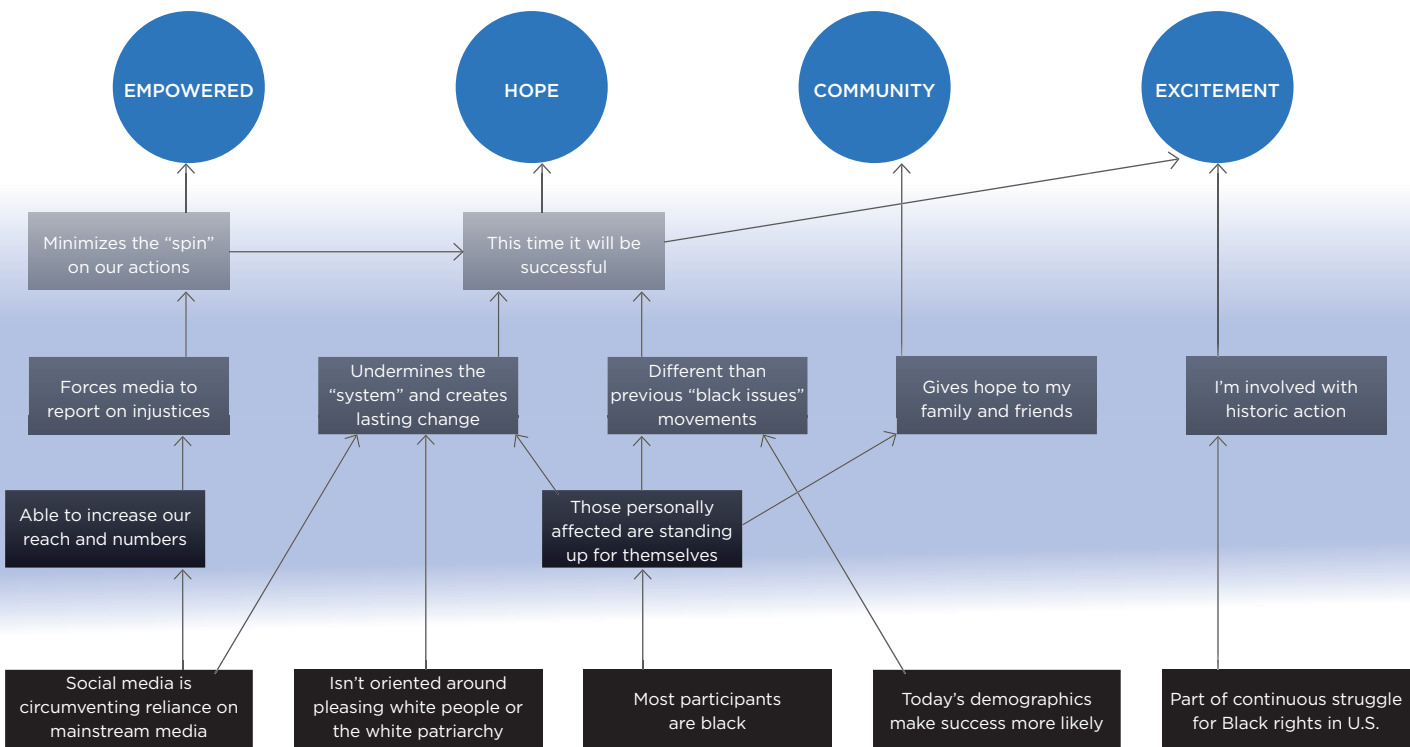 EMPOWERED
HOPE
COMMUNITY
EXCITEMENT
Minimizes the “spin”
on our actions
This time it will be
successful
Forces media to
report on injustices
Undermines the
“system” and creates
lasting change
Different than
previous “black issues”
movements
Gives hope to my
family and friends
I’m involved with
historic action
Able to increase our
reach and numbers
Those personally
affected are standing
up for themselves
Social media is
circumventing reliance on
mainstream media
Isn’t oriented around
pleasing white people or
the white patriarchy
Most participants
are black
Today’s demographics
make success more likely
Part of continuous struggle
for Black rights in U.S.